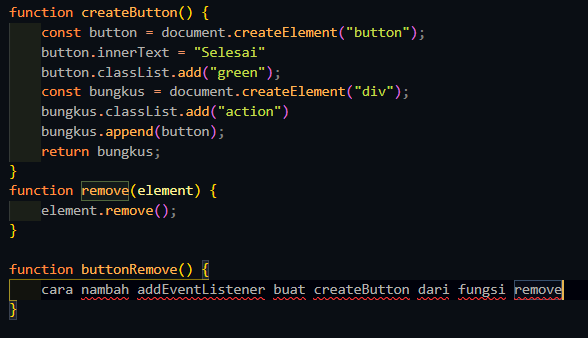 function createButton() {
const button = document.createElement("button");
button.innerText = "Selesai"
button.classList.add("green");
const bungkus = document.createElement("div");
bungkus.classList.add("action")
bungkus.append(button);
return bungkus;
}
function remove(element) {
element.remove();
}
function buttonRemove() {
cara nambah addEventListener buat createButton dari fungsi remove
}